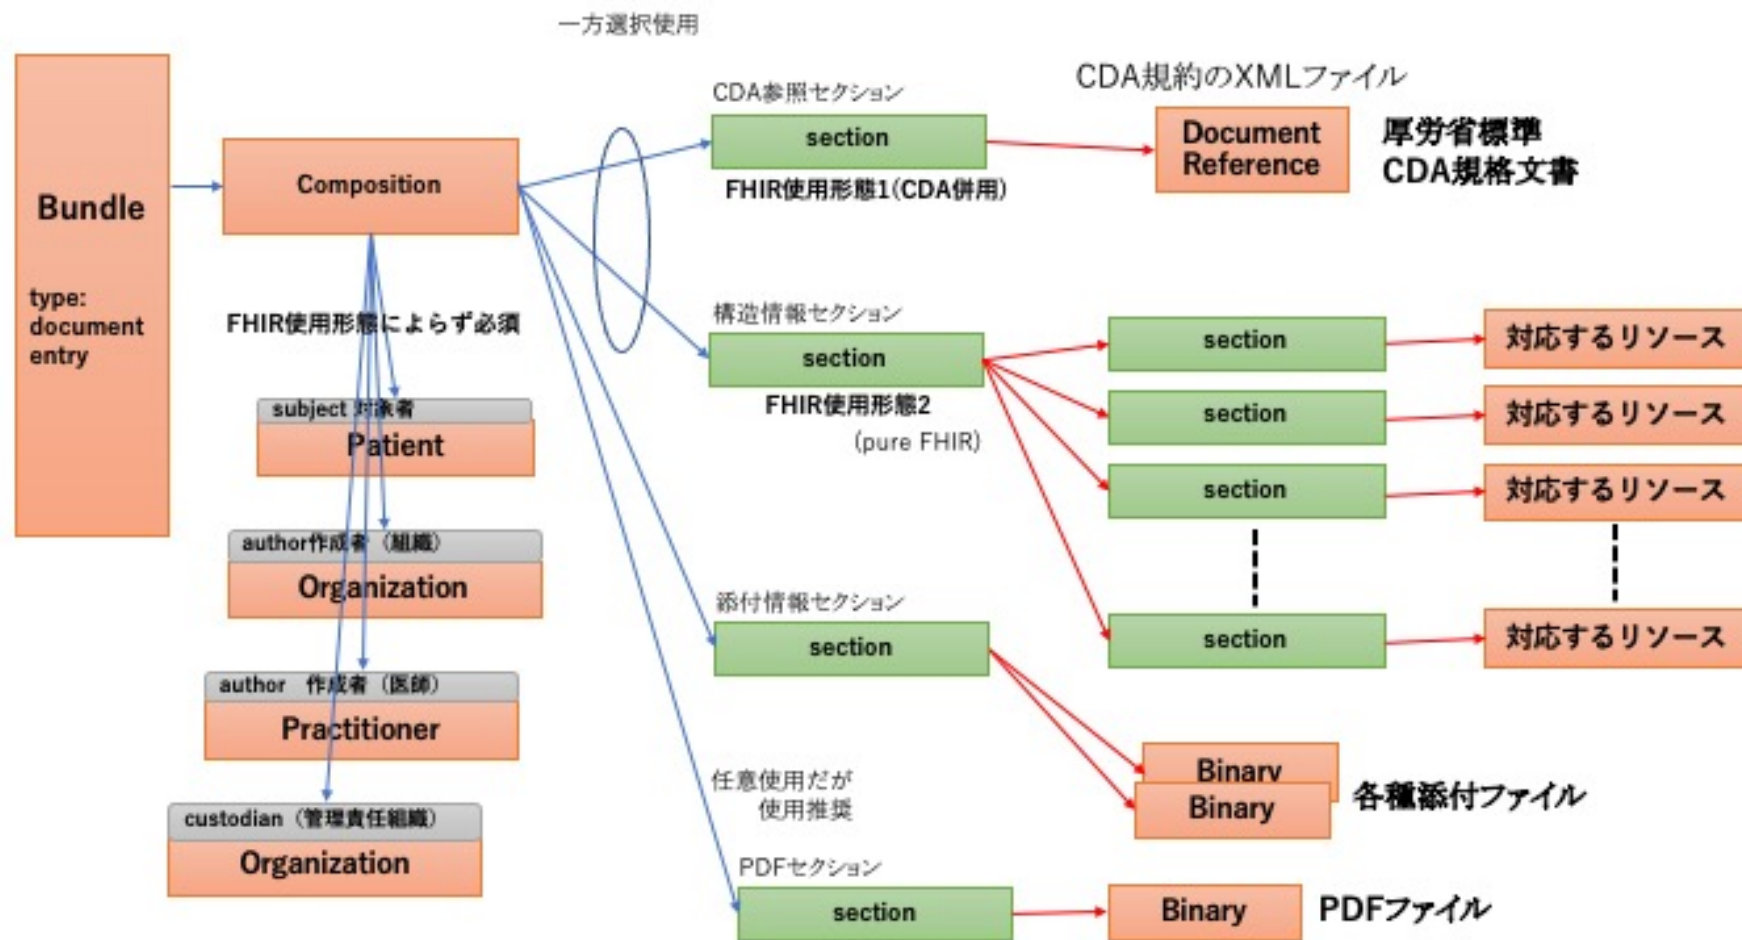 一方選択使用
Bundle
type:
document
entry
Composition
FHIR使用形態によらず必須
subject 対象者
Patient
author作成者（組織）
Organization
author　作成者（医師）
Practitioner
custodian（管理責任組織）
Organization
CDA参照セクション
section
FHIR使用形態1(CDA併用)
CDA規約のXMLファイル
Document
Reference
厚労省標準
CDA規格文書
構造情報セクション
section
FHIR使用形態2
(pure FHIR)
section
対応するリソース
section
対応するリソース
section
対応するリソース
section
対応するリソース
添付情報セクション
section
Binary
Binary
各種添付ファイル
任意使用だが
使用推奨
PDFセクション
section
Binary
PDFファイル